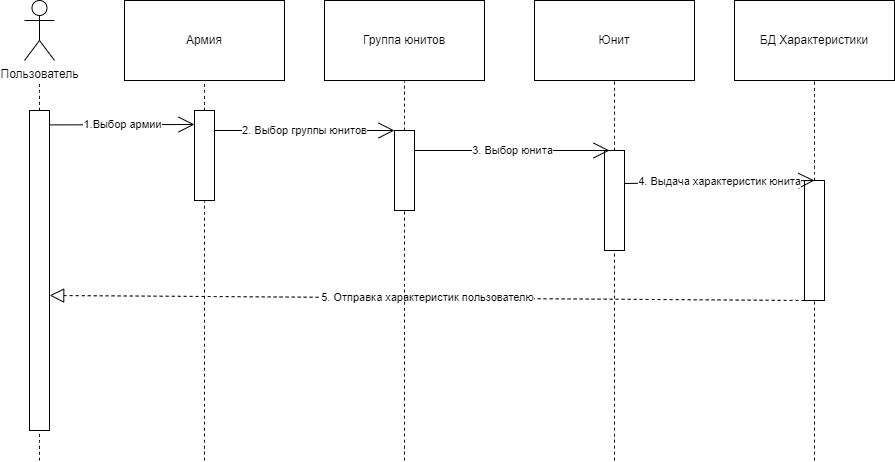 Армия
Группа юнитов
Юнит
БД Характеристики
Пользователь
1.Выбор армии
2. Выбор группы юнитов
3. Выбор юнита
4. Выдача характеристик юнита
5. Отправка характеристик пользователю